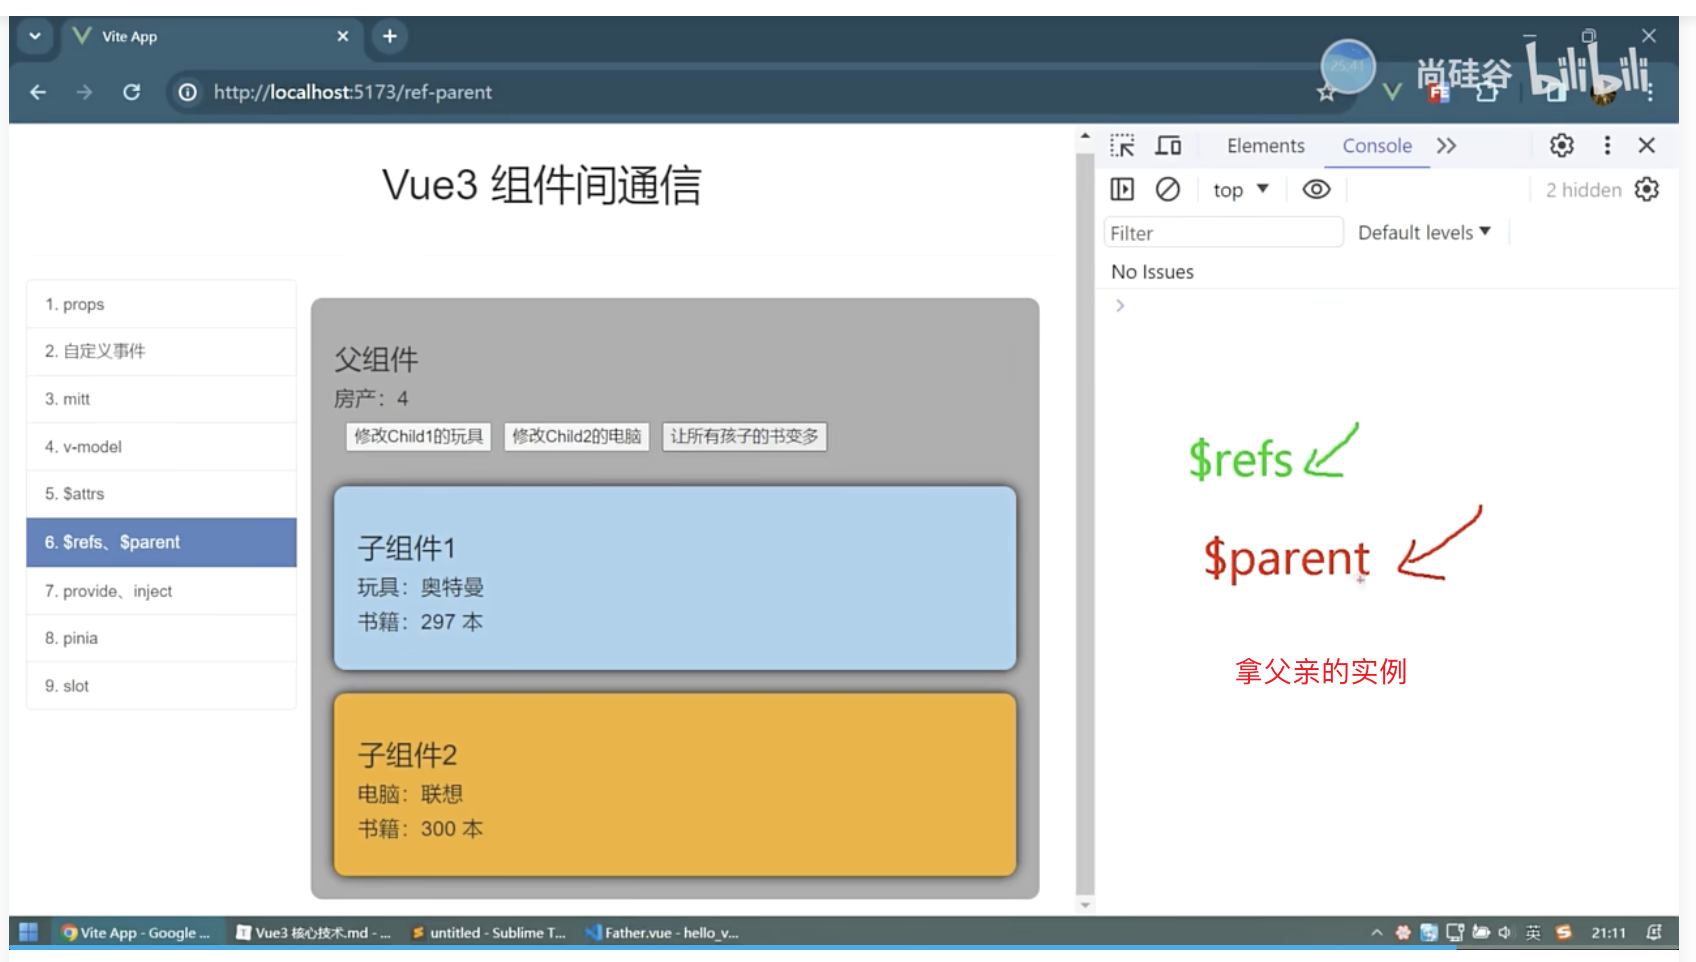 Vite App
尚硅谷 bilibili
25:41
http://localhost:5173/ref-parent
Elements Console
top 2 hidden
Filter Default levels
No Issues
Vue3 组件间通信
1. props
2. 自定义事件
3. mitt
4. v-model
5. $attrs
6. $refs、$parent
7. provide、inject
8. pinia
9. slot
父组件
房产：4
修改Child1的玩具 修改Child2的电脑 让所有孩子的书变多
子组件1
玩具：奥特曼
书籍：297 本
子组件2
电脑：联想
书籍：300 本
$refs
$parent
拿父亲的实例
Vite App - Google ... Vue3 核心技术.md - ... untitled - Sublime T... Father.vue - hello_v... 英 21:11